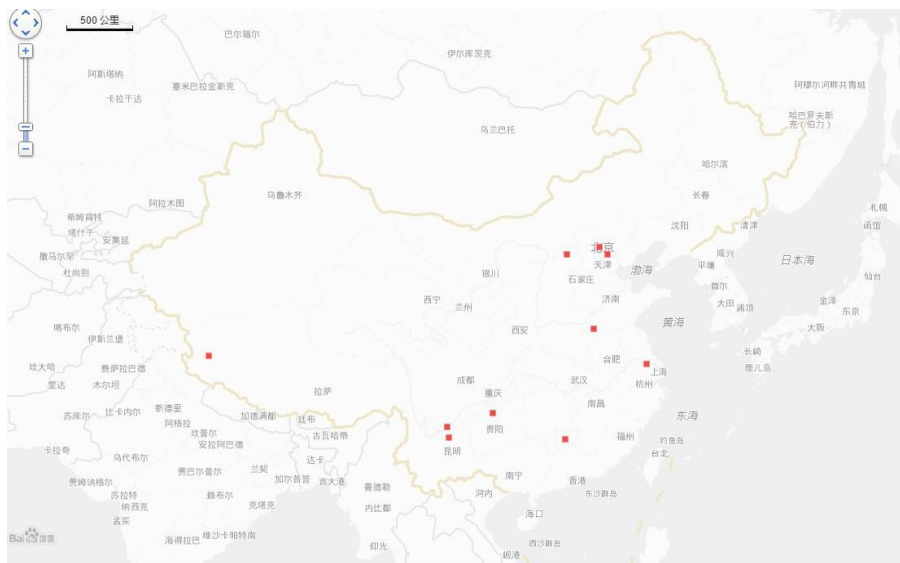 500 公里
巴尔瑙尔
伊尔库茨克
阿斯塔纳
塞米巴拉金斯克
卡拉干达
阿穆尔河畔共青城
哈巴罗夫斯
克(伯力)
乌兰巴托
哈尔滨
长春
乌鲁木齐
阿拉木图
札幌
希姆肯特
函馆
塔什干
沈阳
清津
安集延
北京
咸兴
撒马尔罕
天津
平壤
日本海
杜尚别
渤海
银川
石家庄
仙台
首尔
西宁
济南
大田
浦项
金泽
兰州
东京
喀布尔
西安
黄海
大阪
伊斯兰堡
长崎
合肥
坎大哈
费萨拉巴德
鹿儿岛
上海
成都
武汉
木尔坦
杭州
拉萨
重庆
南昌
新德里
比卡内尔
加德满都
东海
苏库尔
阿格拉
廷布
贵阳
坎普尔
古瓦哈蒂
福州
钓鱼岛
安拉阿巴德
卡拉奇
昆明
台北
乌代布尔
达卡
贾巴尔普尔
兰契
南宁
加尔各答
吉大港
香港
贾姆讷格尔
曼德勒
苏拉特
赖布尔
河内
东沙群岛
纳西克
克塔克
内比都
海口
孟买
维沙卡帕特南
海得拉巴
西沙群岛
仰光
岘港
Bai 地图